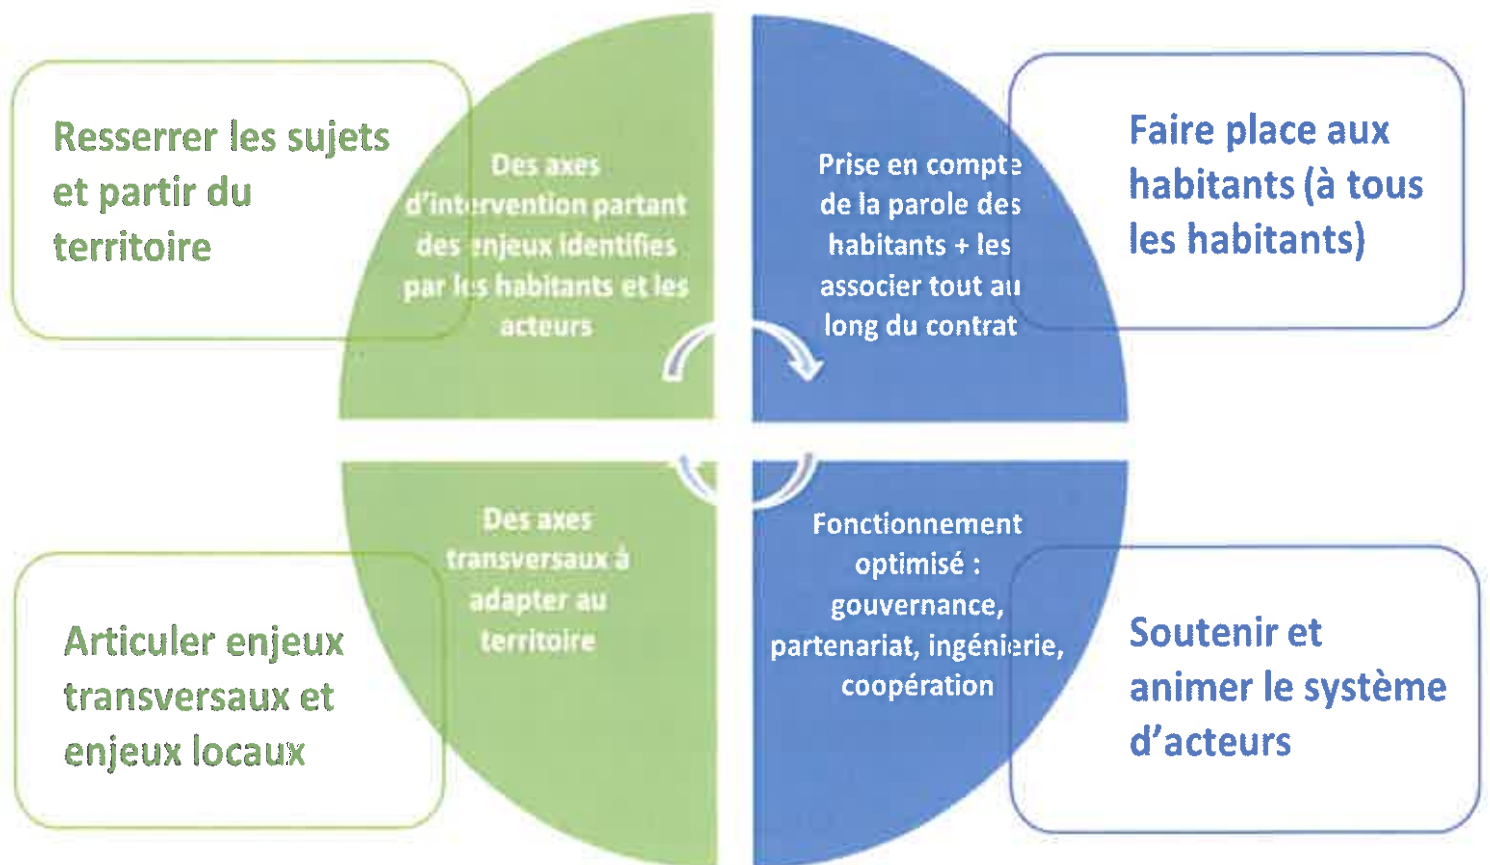 Resserrer les sujets
et partir du
territoire
Des axes
d'intervention partant
des enjeux identifies
par les habitants et les
acteurs
Prise en compte
de la parole des
habitants + les
associer tout au
long du contrat
Faire place aux
habitants (à tous
les habitants)
Articuler enjeux
transversaux et
enjeux locaux
Des axes
transversaux à
adapter au
territoire
Fonctionnement
optimisé :
gouvernance,
partenariat, ingénierie,
coopération
Soutenir et
animer le système
d'acteurs